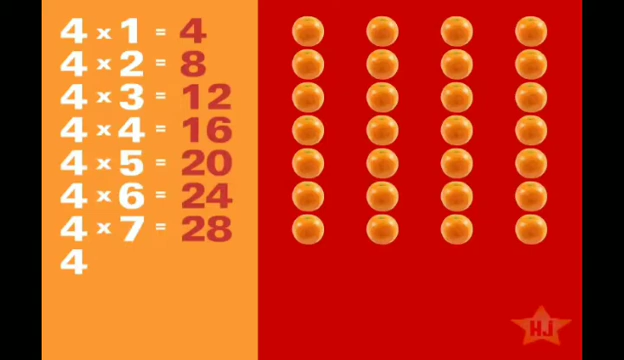 4 × 1 = 4
4 × 2 = 8
4 × 3 = 12
4 × 4 = 16
4 × 5 = 20
4 × 6 = 24
4 × 7 = 28
4
HJ